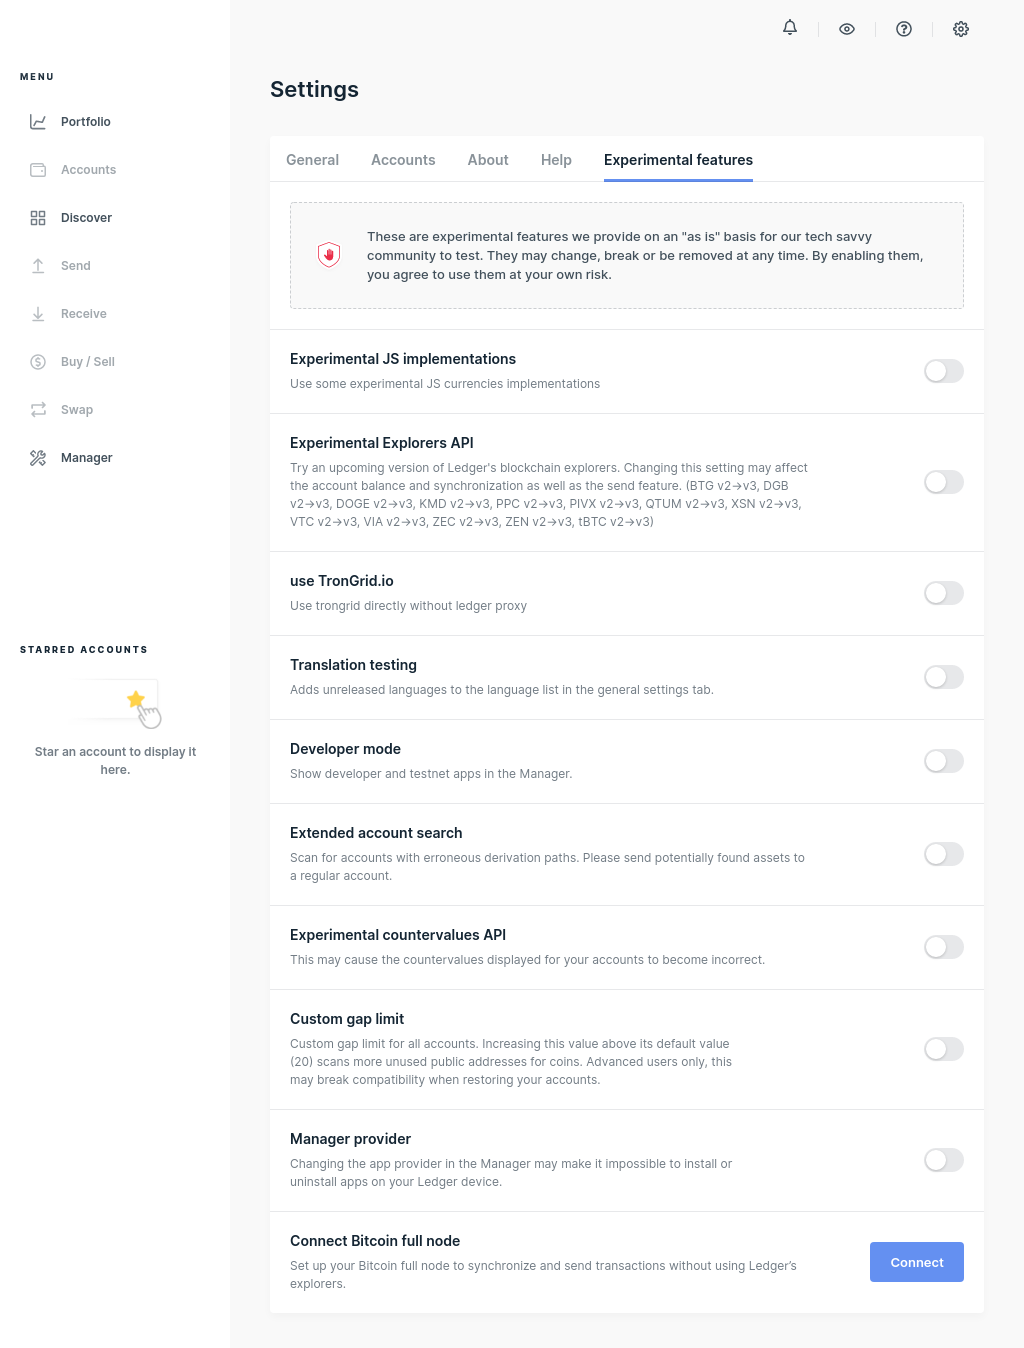 MENU
Portfolio
Accounts
Discover
Send
Receive
Buy / Sell
Swap
Manager
STARRED ACCOUNTS
Star an account to display it
here.
Settings
General Accounts About Help Experimental features
These are experimental features we provide on an "as is" basis for our tech savvy
community to test. They may change, break or be removed at any time. By enabling them,
you agree to use them at your own risk.
Experimental JS implementations
Use some experimental JS currencies implementations
Experimental Explorers API
Try an upcoming version of Ledger's blockchain explorers. Changing this setting may affect
the account balance and synchronization as well as the send feature. (BTG v2->v3, DGB
v2->v3, DOGE v2->v3, KMD v2->v3, PPC v2->v3, PIVX v2->v3, QTUM v2->v3, XSN v2->v3,
VTC v2->v3, VIA v2->v3, ZEC v2->v3, ZEN v2->v3, tBTC v2->v3)
use TronGrid.io
Use trongrid directly without ledger proxy
Translation testing
Adds unreleased languages to the language list in the general settings tab.
Developer mode
Show developer and testnet apps in the Manager.
Extended account search
Scan for accounts with erroneous derivation paths. Please send potentially found assets to
a regular account.
Experimental countervalues API
This may cause the countervalues displayed for your accounts to become incorrect.
Custom gap limit
Custom gap limit for all accounts. Increasing this value above its default value
(20) scans more unused public addresses for coins. Advanced users only, this
may break compatibility when restoring your accounts.
Manager provider
Changing the app provider in the Manager may make it impossible to install or
uninstall apps on your Ledger device.
Connect Bitcoin full node
Set up your Bitcoin full node to synchronize and send transactions without using Ledger’s
explorers.
Connect